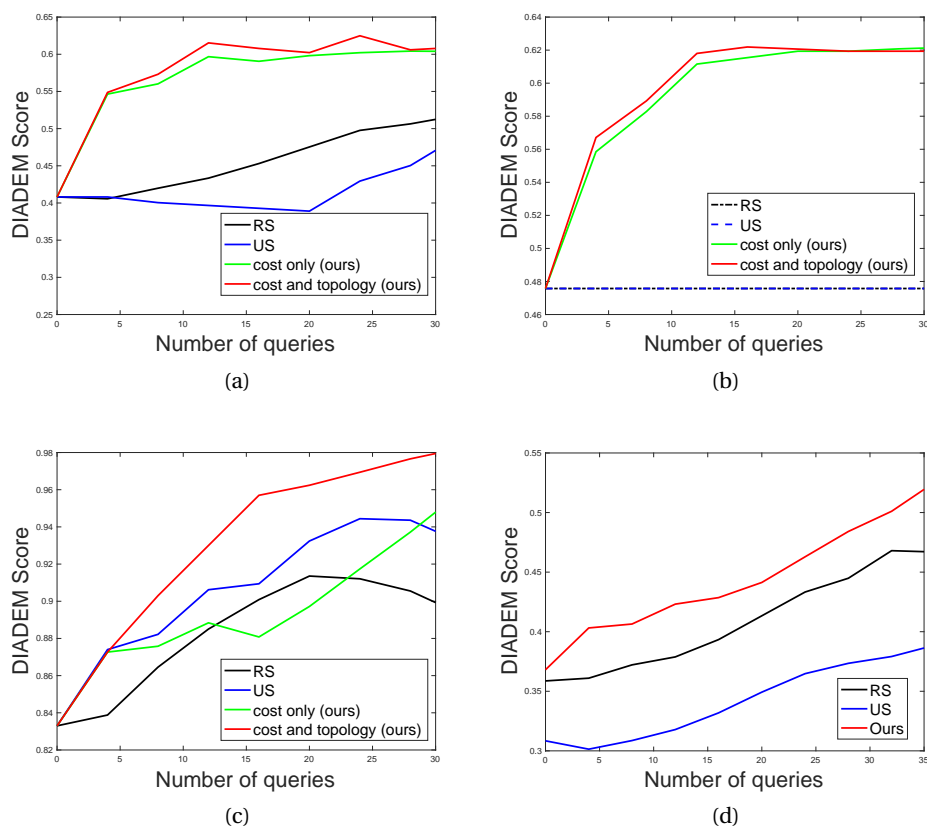 0.65
0.6
0.55
0.5
0.45
0.4
0.35
0.3
0.25
DIADEM Score
RS
US
cost only (ours)
cost and topology (ours)
0 5 10 15 20 25 30
Number of queries
(a)
0.64
0.62
0.6
0.58
0.56
0.54
0.52
0.5
0.48
0.46
DIADEM Score
RS
US
cost only (ours)
cost and topology (ours)
0 5 10 15 20 25 30
Number of queries
(b)
0.98
0.96
0.94
0.92
0.9
0.88
0.86
0.84
0.82
DIADEM Score
RS
US
cost only (ours)
cost and topology (ours)
0 5 10 15 20 25 30
Number of queries
(c)
0.55
0.5
0.45
0.4
0.35
0.3
DIADEM Score
RS
US
Ours
0 5 10 15 20 25 30 35
Number of queries
(d)